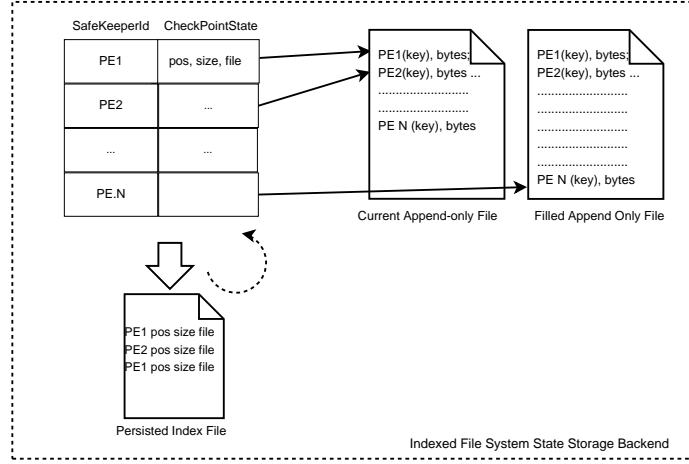 SafeKeeperId CheckPointState
PE1 pos, size, file
PE2 ...
... ...
PE.N
PE1(key), bytes;
PE2(key), bytes ...
..........................
..........................
PE N (key), bytes
Current Append-only File
PE1(key), bytes;
PE2(key), bytes ...
..........................
..........................
..........................
..........................
..........................
PE N (key), bytes
Filled Append Only File
PE1 pos size file
PE2 pos size file
PE1 pos size file
Persisted Index File
Indexed File System State Storage Backend